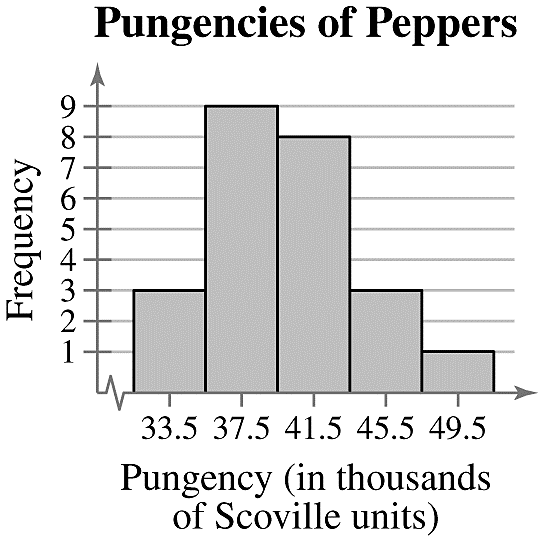 Pungencies of Peppers
Frequency
9
8
7
6
5
4
3
2
1
33.5 37.5 41.5 45.5 49.5
Pungency (in thousands
of Scoville units)